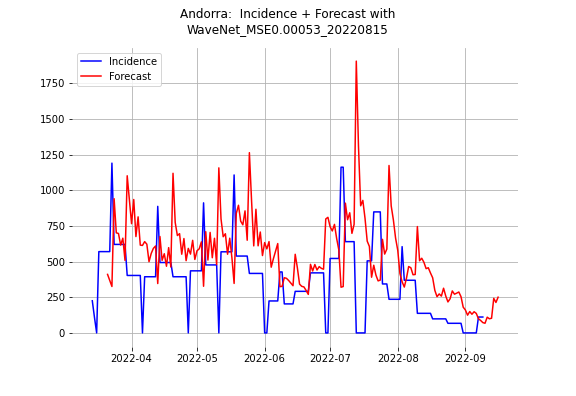 Andorra:  Incidence + Forecast with
WaveNet_MSE0.00053_20220815
Incidence
Forecast
1750
1500
1250
1000
750
500
250
0
2022-04 2022-05 2022-06 2022-07 2022-08 2022-09